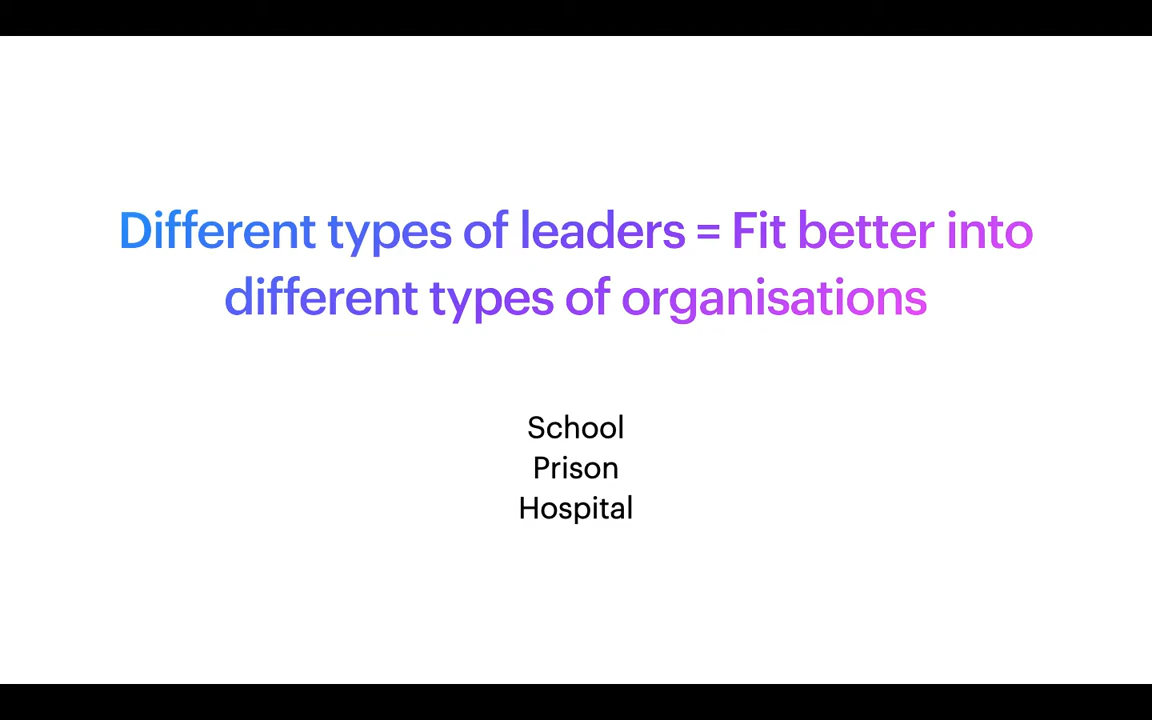 Different types of leaders = Fit better into
different types of organisations
School
Prison
Hospital